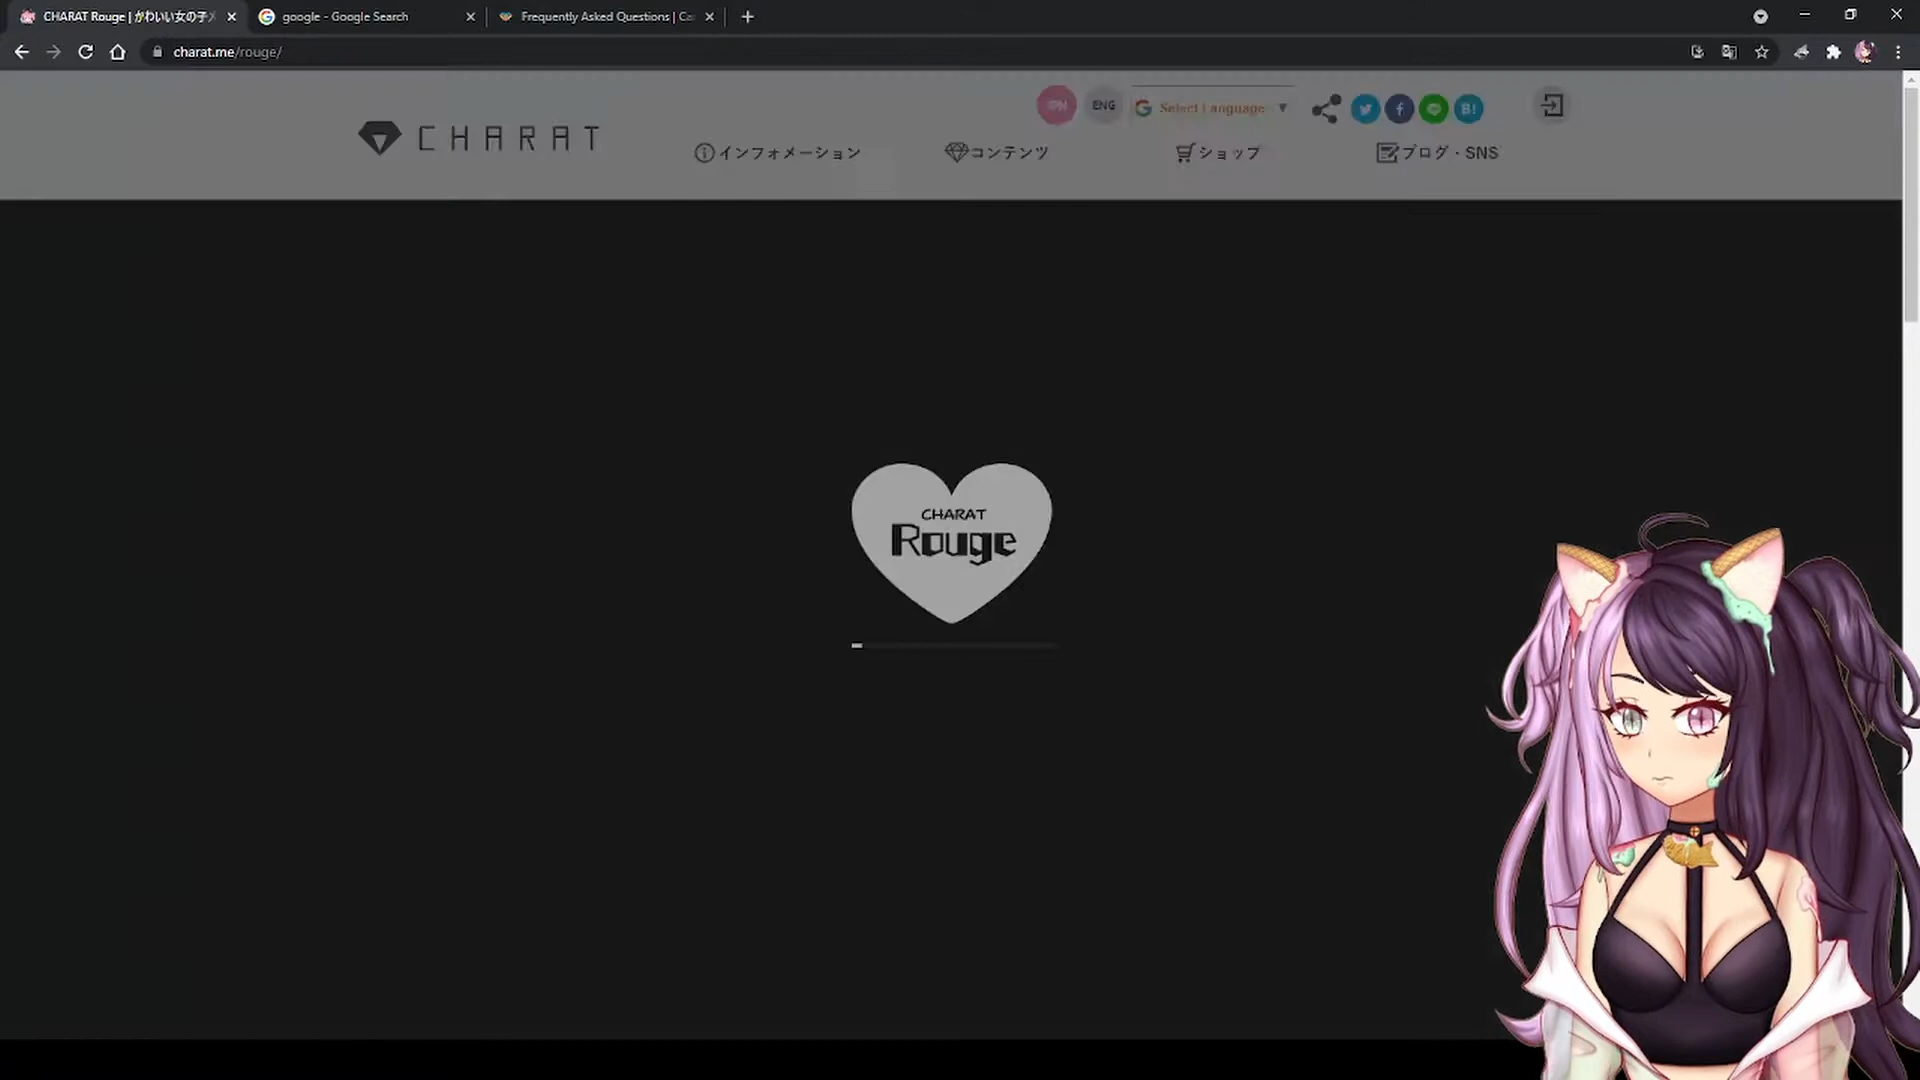 CHARAT Rouge | かわいい女の子
google - Google Search
Frequently Asked Questions | Ca
charat.me/rouge/
JPN
ENG
Select Language
B!
CHARAT
インフォメーション
コンテンツ
ショップ
ブログ・SNS
CHARAT
Rouge